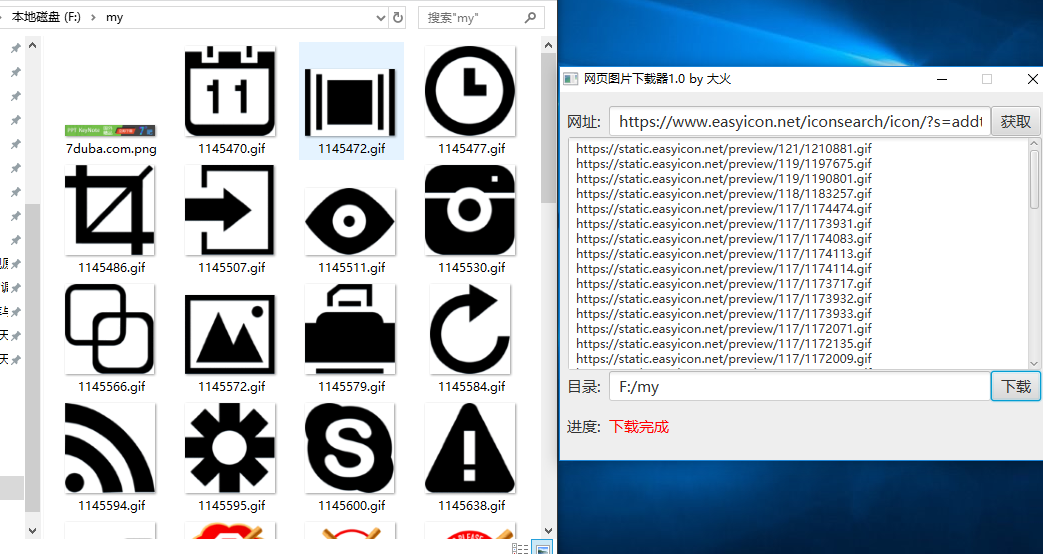 本地磁盘 (F:) > my
搜索"my"
7duba.com.png
1145470.gif
1145472.gif
1145477.gif
1145486.gif
1145507.gif
1145511.gif
1145530.gif
1145566.gif
1145572.gif
1145579.gif
1145584.gif
1145594.gif
1145595.gif
1145600.gif
1145638.gif
11
网页图片下载器1.0 by 大火
网址: https://www.easyicon.net/iconsearch/icon/?s=addt 获取
https://static.easyicon.net/preview/121/1210881.gif
https://static.easyicon.net/preview/119/1197675.gif
https://static.easyicon.net/preview/119/1190801.gif
https://static.easyicon.net/preview/118/1183257.gif
https://static.easyicon.net/preview/117/1174474.gif
https://static.easyicon.net/preview/117/1173931.gif
https://static.easyicon.net/preview/117/1174083.gif
https://static.easyicon.net/preview/117/1174113.gif
https://static.easyicon.net/preview/117/1174114.gif
https://static.easyicon.net/preview/117/1173717.gif
https://static.easyicon.net/preview/117/1173932.gif
https://static.easyicon.net/preview/117/1173933.gif
https://static.easyicon.net/preview/117/1172071.gif
https://static.easyicon.net/preview/117/1172135.gif
https://static.easyicon.net/preview/117/1172009.gif
目录: F:/my 下载
进度: 下载完成